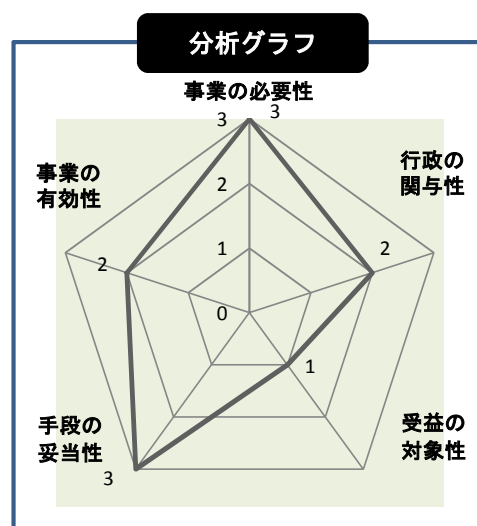 分析グラフ
事業の必要性
3
3
事業の
有効性
行政の
関与性
2
2
2
1
0
1
手段の
妥当性
受益の
対象性
3